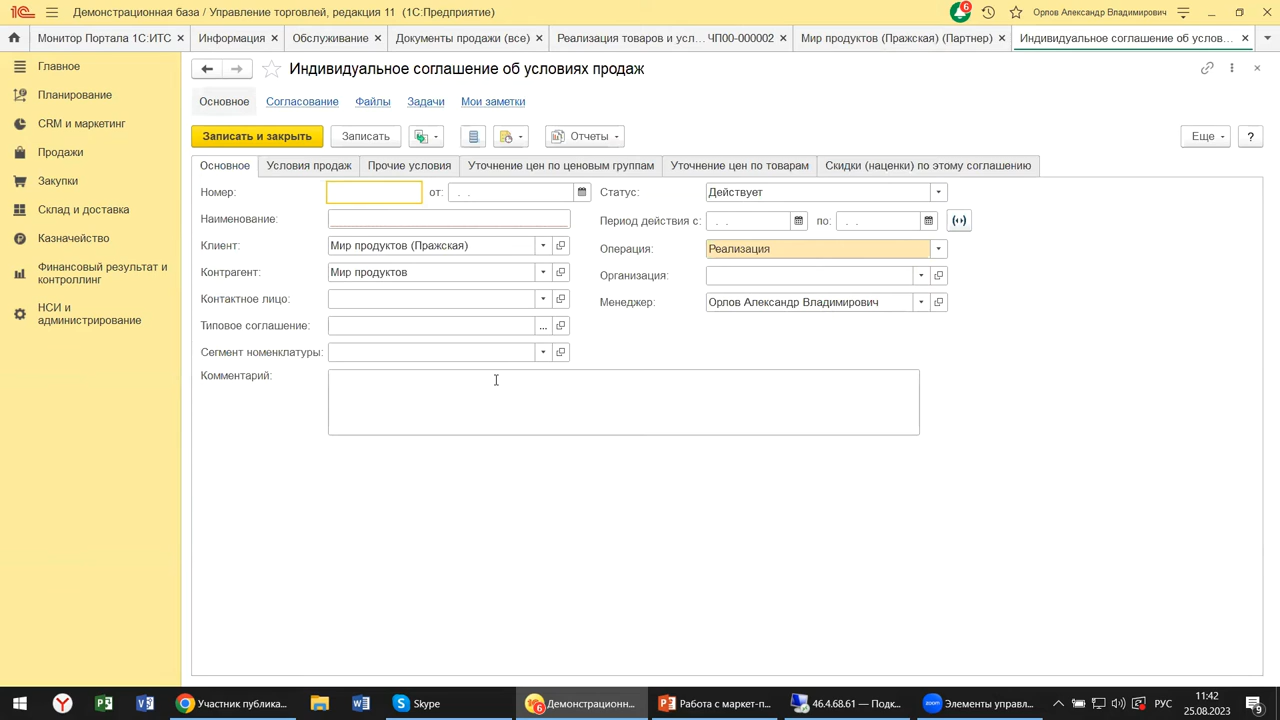 Демонстрационная база / Управление торговлей, редакция 11 (1С:Предприятие)
6
Орлов Александр Владимирович
Монитор Портала 1С:ИТС
Информация
Обслуживание
Документы продажи (все)
Реализация товаров и усл... ЧП00-000002
Мир продуктов (Пражская) (Партнер)
Индивидуальное соглашение об услов...
Главное
Планирование
CRM и маркетинг
Продажи
Закупки
Склад и доставка
Казначейство
Финансовый результат и
контроллинг
НСИ и
администрирование
Индивидуальное соглашение об условиях продаж
Основное Согласование Файлы Задачи Мои заметки
Записать и закрыть Записать Отчеты Еще ?
Основное Условия продаж Прочие условия Уточнение цен по ценовым группам Уточнение цен по товарам Скидки (наценки) по этому соглашению
Номер: от: . . Статус: Действует
Наименование: Период действия с: . . по: . .
Клиент: Мир продуктов (Пражская) Операция: Реализация
Контрагент: Мир продуктов Организация:
Контактное лицо: Менеджер: Орлов Александр Владимирович
Типовое соглашение: ...
Сегмент номенклатуры:
Комментарий:
Участник публика...
Skype
6
Демонстрационн...
Работа с маркет-п...
46.4.68.61 — Подк...
zoom
Элементы управ...
РУС
11:42
25.08.2023
9